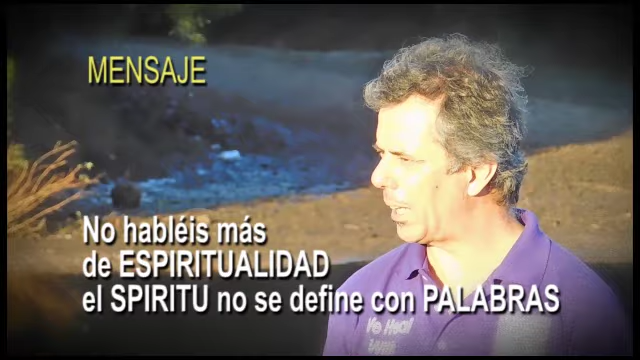 MENSAJE
No habléis más
de ESPIRITUALIDAD
el SPIRITU no se define con PALABRAS